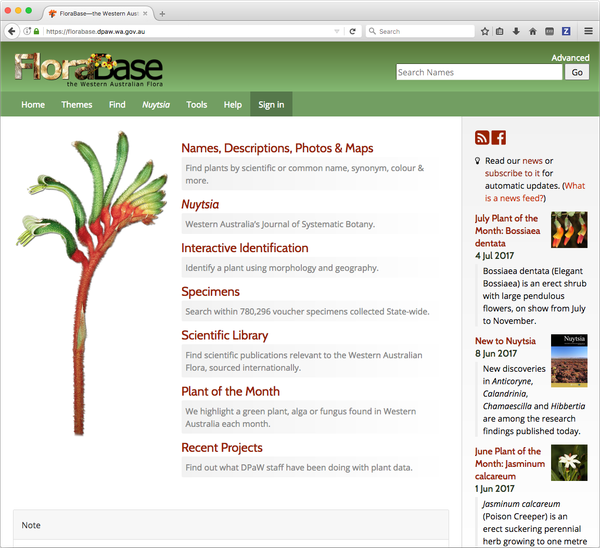 FloraBase—the Western Aust
https://florabase.dpaw.wa.gov.au
Search
FloraBase
the Western Australian Flora
Advanced
Search Names
Go
Home
Themes
Find
Nuytsia
Tools
Help
Sign in
Names, Descriptions, Photos & Maps
Find plants by scientific or common name, synonym, colour &
more.
Nuytsia
Western Australia's Journal of Systematic Botany.
Interactive Identification
Identify a plant using morphology and geography.
Specimens
Search within 780,296 voucher specimens collected State-wide.
Scientific Library
Find scientific publications relevant to the Western Australian
Flora, sourced internationally.
Plant of the Month
We highlight a green plant, alga or fungus found in Western
Australia each month.
Recent Projects
Find out what DPaW staff have been doing with plant data.
Note
Read our news or
subscribe to it for
automatic updates. (What
is a news feed?)
July Plant of the
Month: Bossiaea
dentata
4 Jul 2017
Bossiaea dentata (Elegant
Bossiaea) is an erect shrub
with large pendulous
flowers, on show from July
to November.
New to Nuytsia
8 Jun 2017
Nuytsia
New discoveries
in Anticoryne,
Calandrinia,
Chamaescilla and Hibbertia
are among the research
findings published today.
June Plant of the
Month: Jasminum
calcareum
1 Jun 2017
Jasminum calcareum
(Poison Creeper) is an
erect suckering perennial
herb growing to one metre